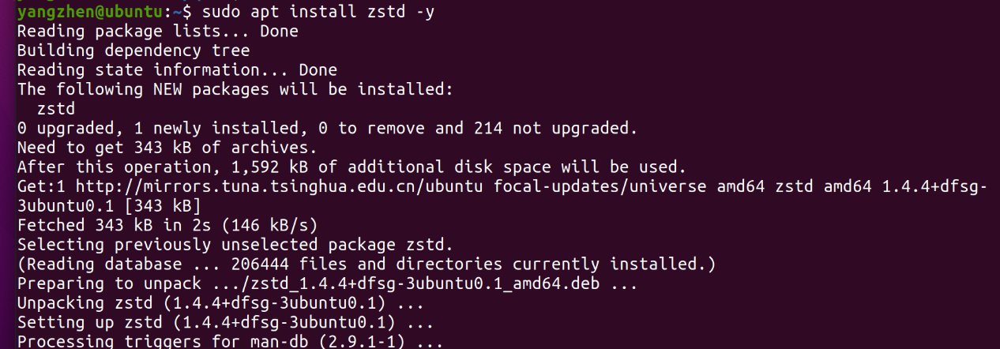 yangzhen@ubuntu:~$ sudo apt install zstd -y
Reading package lists... Done
Building dependency tree
Reading state information... Done
The following NEW packages will be installed:
  zstd
0 upgraded, 1 newly installed, 0 to remove and 214 not upgraded.
Need to get 343 kB of archives.
After this operation, 1,592 kB of additional disk space will be used.
Get:1 http://mirrors.tuna.tsinghua.edu.cn/ubuntu focal-updates/universe amd64 zstd amd64 1.4.4+dfsg-
3ubuntu0.1 [343 kB]
Fetched 343 kB in 2s (146 kB/s)
Selecting previously unselected package zstd.
(Reading database ... 206444 files and directories currently installed.)
Preparing to unpack .../zstd_1.4.4+dfsg-3ubuntu0.1_amd64.deb ...
Unpacking zstd (1.4.4+dfsg-3ubuntu0.1) ...
Setting up zstd (1.4.4+dfsg-3ubuntu0.1) ...
Processing triggers for man-db (2.9.1-1) ...